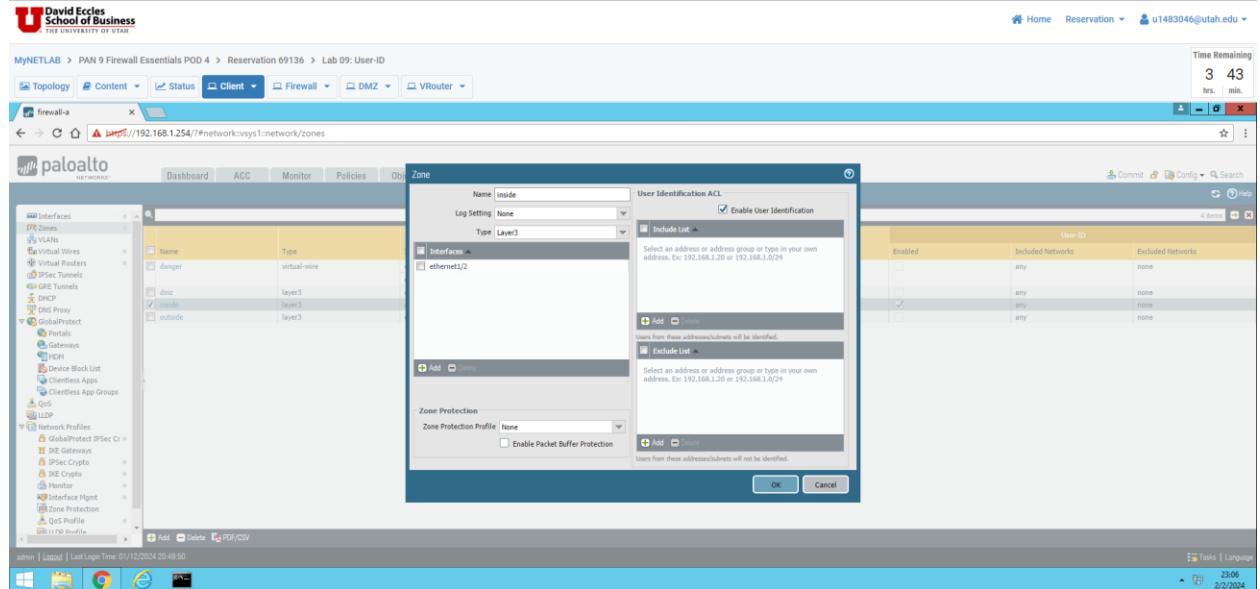 David Eccles
School of Business
THE UNIVERSITY OF UTAH
Home Reservation u1483046@utah.edu
MyNETLAB > PAN 9 Firewall Essentials POD 4 > Reservation 69136 > Lab 09: User-ID
Time Remaining
3 43
hrs. min.
Topology Content Status Client Firewall DMZ VRouter
firewall-a
https://192.168.1.254/?#network::vsys1::network/zones
paloalto
NETWORKS
Dashboard ACC Monitor Policies Obj
Commit Config Search
Help
4 items
Interfaces
Zones
VLANs
Virtual Wires
Virtual Routers
IPSec Tunnels
GRE Tunnels
DHCP
DNS Proxy
GlobalProtect
Portals
Gateways
MDM
Device Block List
Clientless Apps
Clientless App Groups
QoS
LLDP
Network Profiles
GlobalProtect IPSec Cr
IKE Gateways
IPSec Crypto
IKE Crypto
Monitor
Interface Mgmt
Zone Protection
QoS Profile
LLDP Profile
Name Type
danger virtual-wire
dmz layer3
inside layer3
outside layer3
User-ID
Enabled Included Networks Excluded Networks
any none
any none
any none
any none
Zone
Name inside
Log Setting None
Type Layer3
Interfaces
ethernet1/2
Add Delete
Zone Protection
Zone Protection Profile None
Enable Packet Buffer Protection
User Identification ACL
Enable User Identification
Include List
Select an address or address group or type in your own
address. Ex: 192.168.1.20 or 192.168.1.0/24
Add Delete
Users from these addresses/subnets will be identified.
Exclude List
Select an address or address group or type in your own
address. Ex: 192.168.1.20 or 192.168.1.0/24
Add Delete
Users from these addresses/subnets will not be identified.
OK Cancel
Add Delete PDF/CSV
admin | Logout | Last Login Time: 01/12/2024 20:49:50
Tasks | Language
23:06
2/2/2024